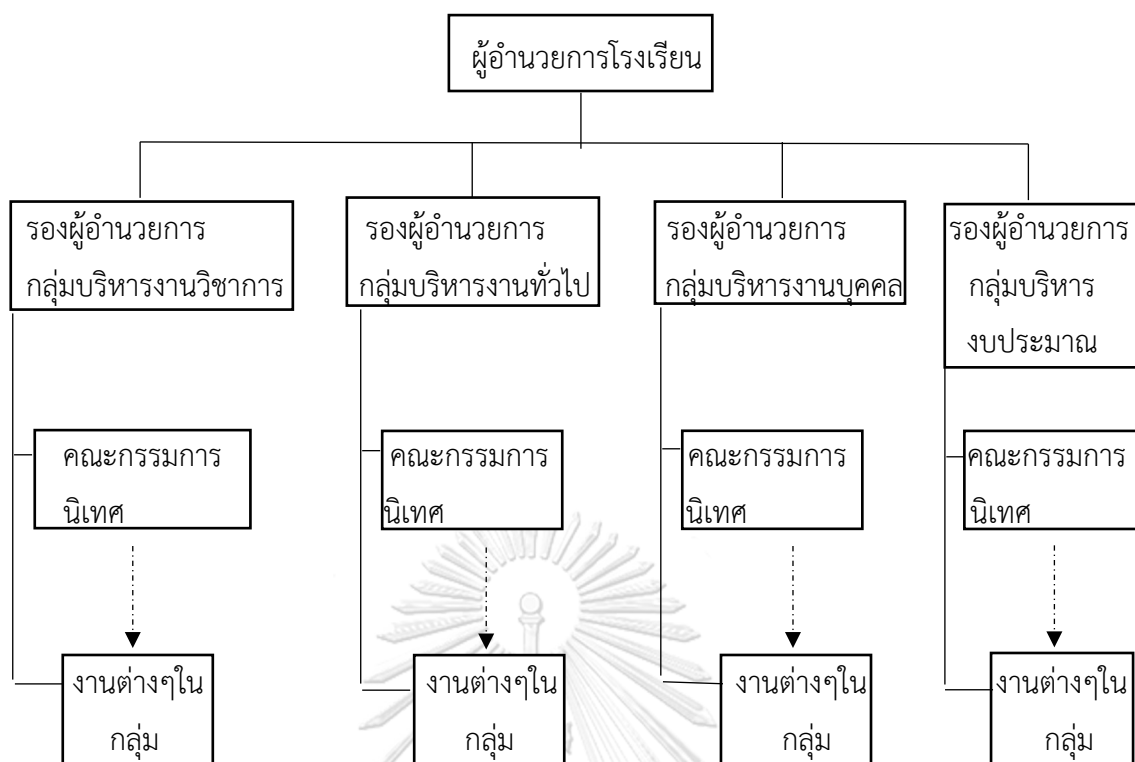 ผู้อำนวยการโรงเรียน
รองผู้อำนวยการ
กลุ่มบริหารงานวิชาการ
รองผู้อำนวยการ
กลุ่มบริหารงานทั่วไป
รองผู้อำนวยการ
กลุ่มบริหารงานบุคคล
รองผู้อำนวยการ
กลุ่มบริหาร
งบประมาณ
คณะกรรมการ
นิเทศ
คณะกรรมการ
นิเทศ
คณะกรรมการ
นิเทศ
คณะกรรมการ
นิเทศ
งานต่างๆใน
กลุ่ม
งานต่างๆใน
กลุ่ม
งานต่างๆใน
กลุ่ม
งานต่างๆใน
กลุ่ม